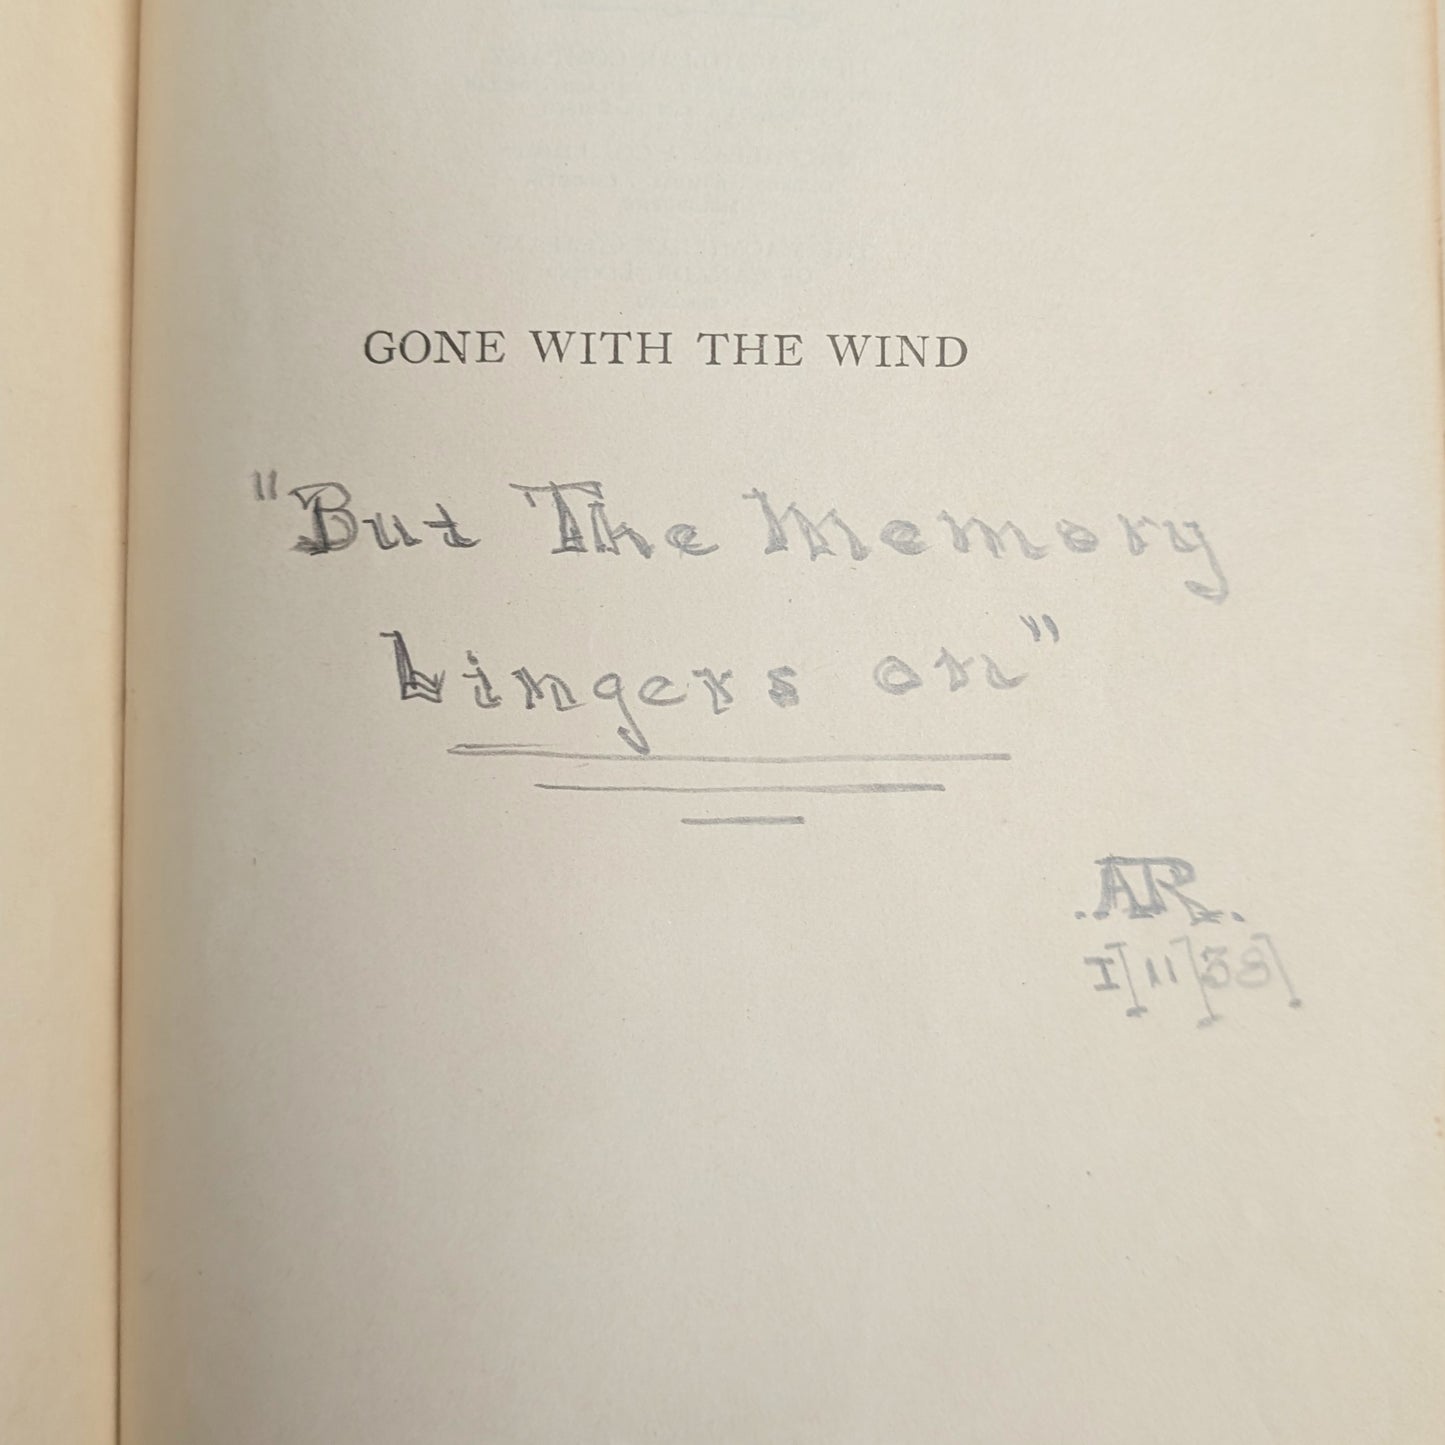 GONE WITH THE WIND
"But The Memory
Lingers on"
.AR.
I/11/38/